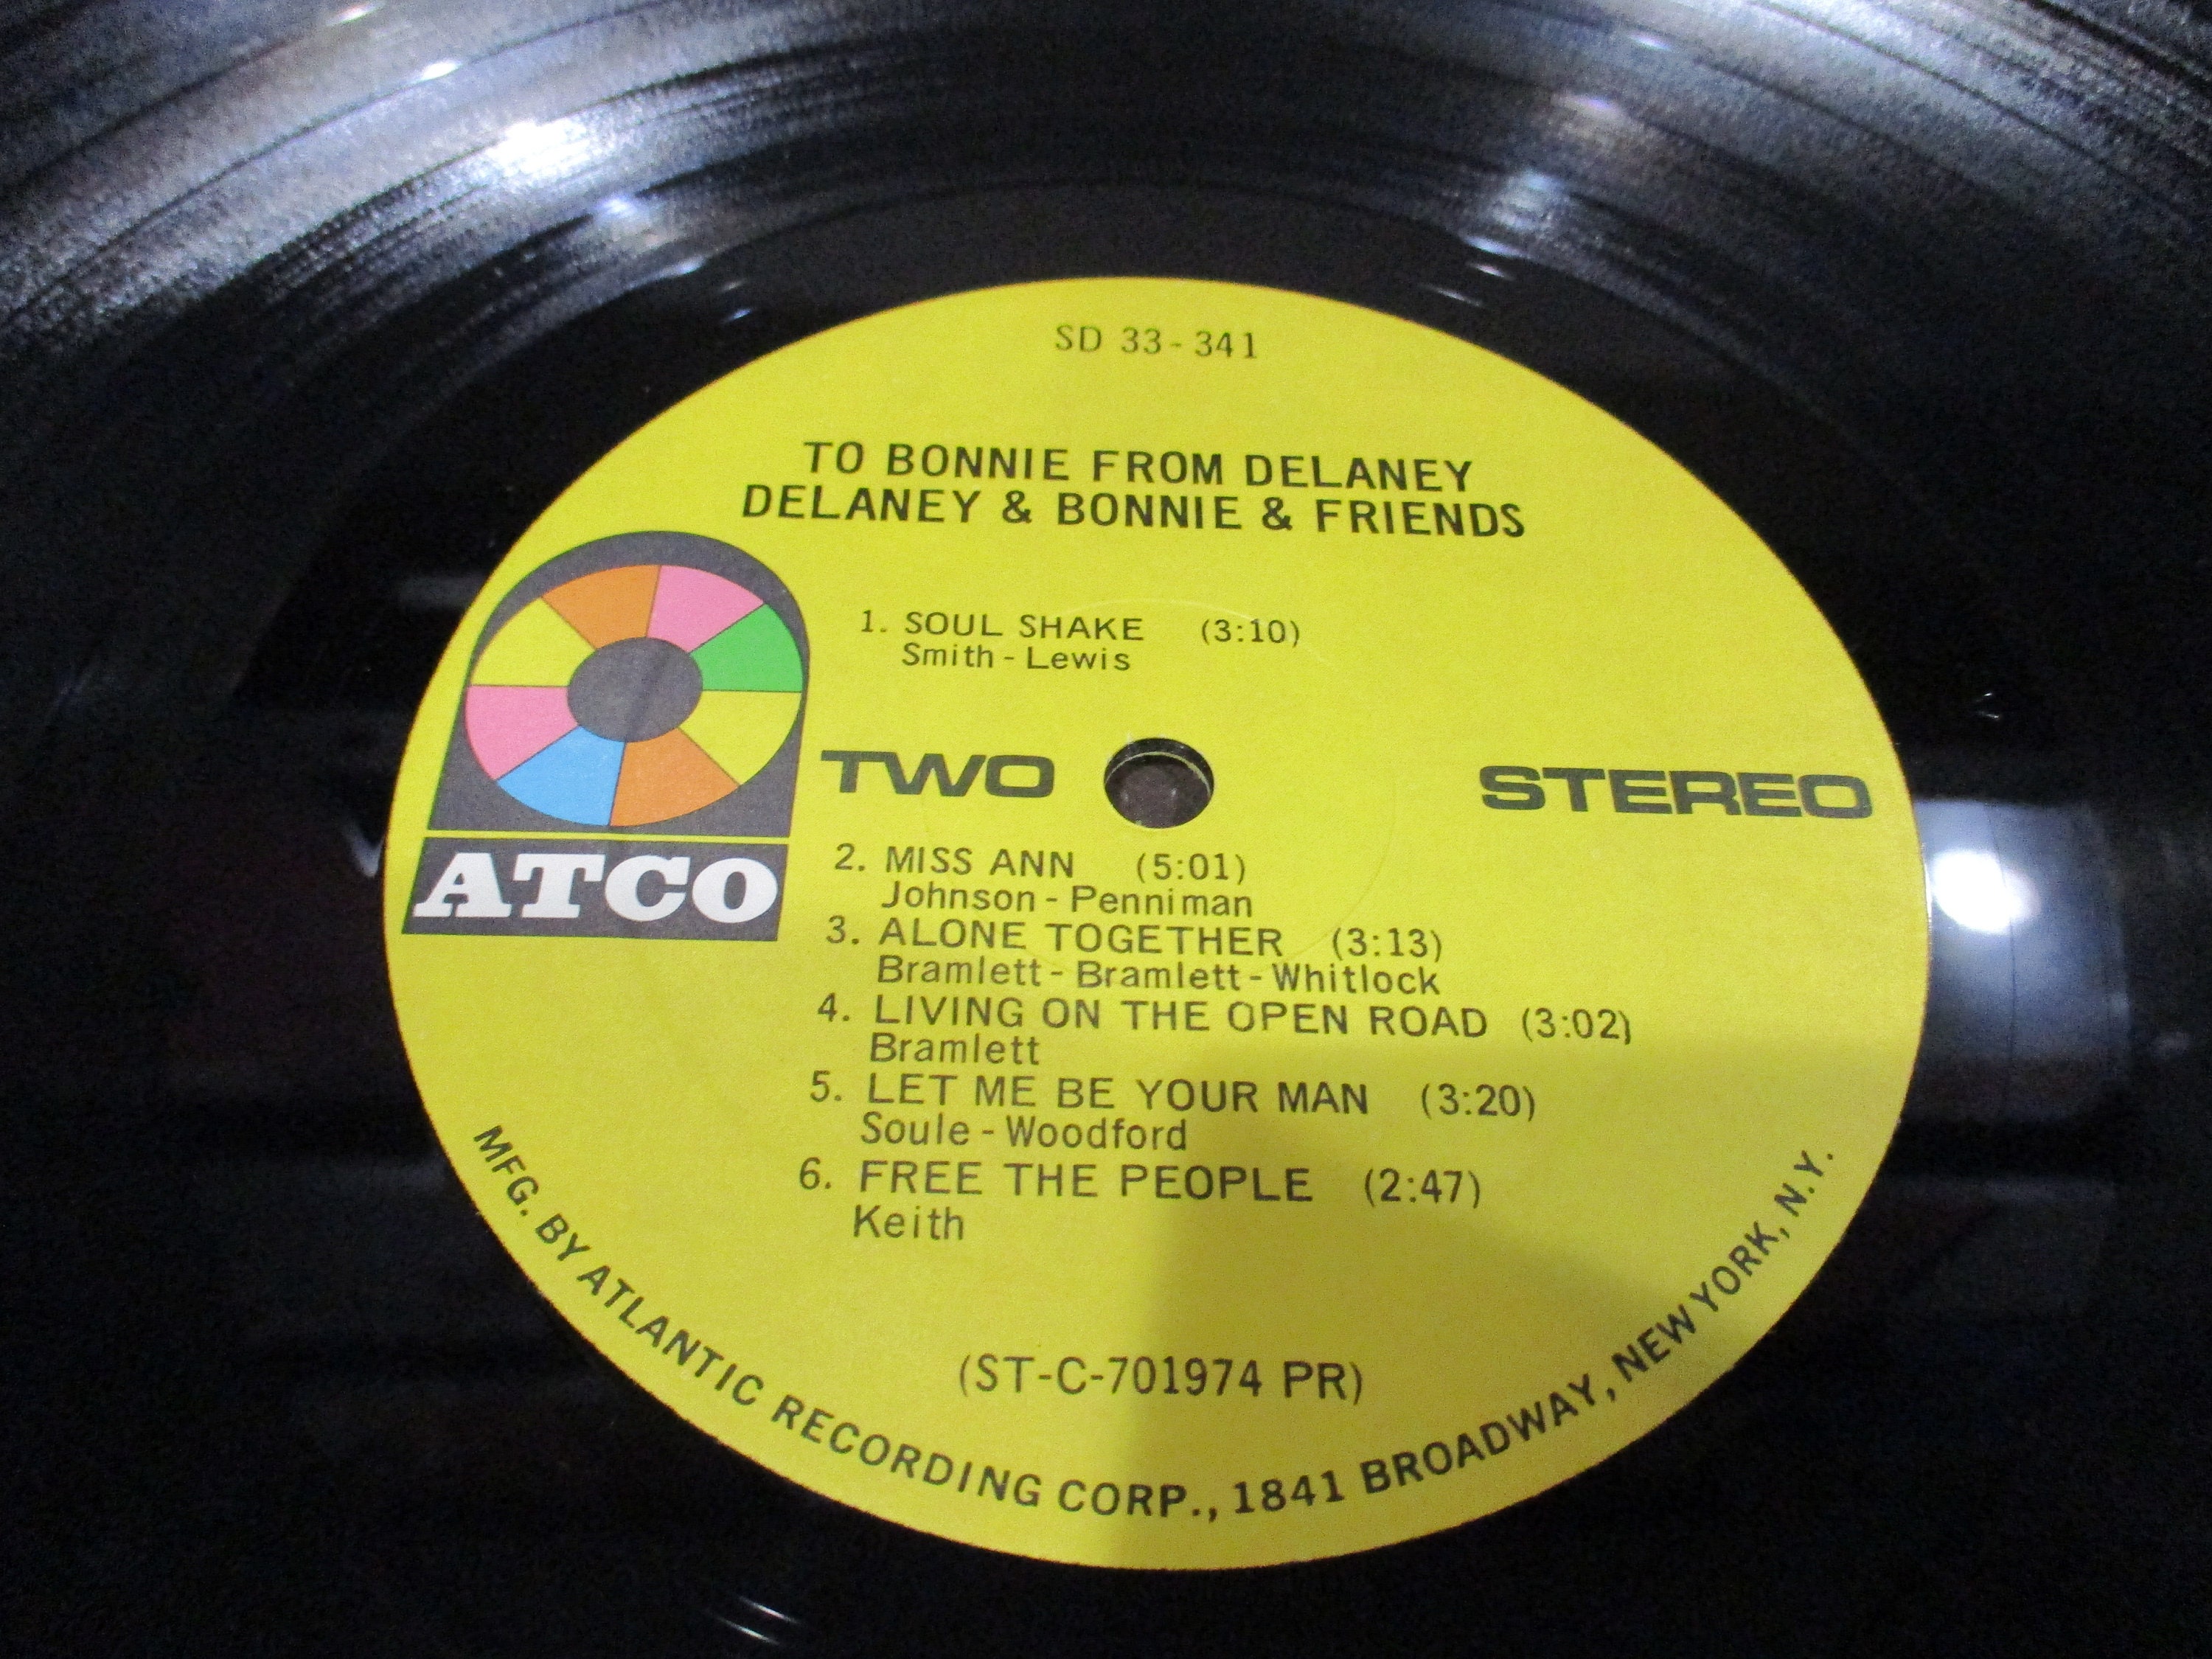 SD 33-341
TO BONNIE FROM DELANEY
DELANEY & BONNIE & FRIENDS
1. SOUL SHAKE (3:10)
Smith - Lewis
TWO
STEREO
ATCO
2. MISS ANN (5:01)
Johnson - Penniman
3. ALONE TOGETHER (3:13)
Bramlett - Bramlett - Whitlock
4. LIVING ON THE OPEN ROAD (3:02)
Bramlett
5. LET ME BE YOUR MAN (3:20)
Soule - Woodford
6. FREE THE PEOPLE (2:47)
Keith
(ST-C-701974 PR)
MFG. BY ATLANTIC RECORDING CORP., 1841 BROADWAY, NEW YORK, N.Y.